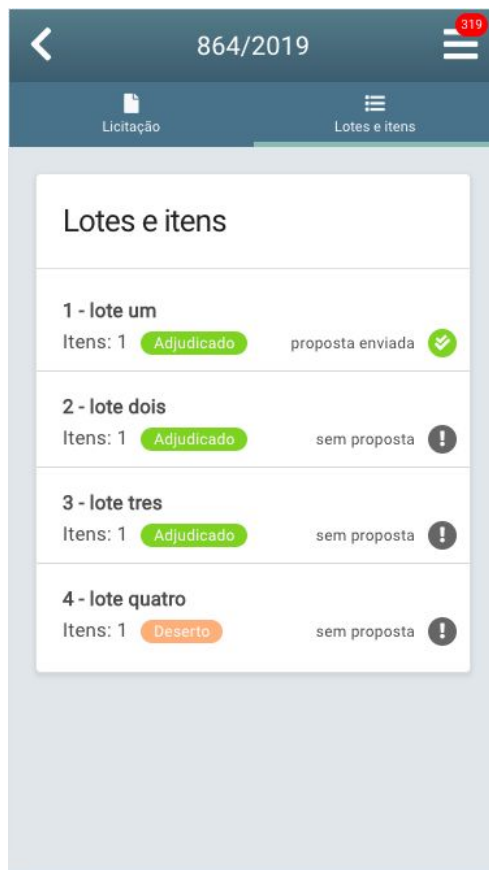 319
864/2019
Licitação
Lotes e itens
Lotes e itens
1 - lote um
Itens: 1 Adjudicado proposta enviada
2 - lote dois
Itens: 1 Adjudicado sem proposta
3 - lote tres
Itens: 1 Adjudicado sem proposta
4 - lote quatro
Itens: 1 Deserto sem proposta